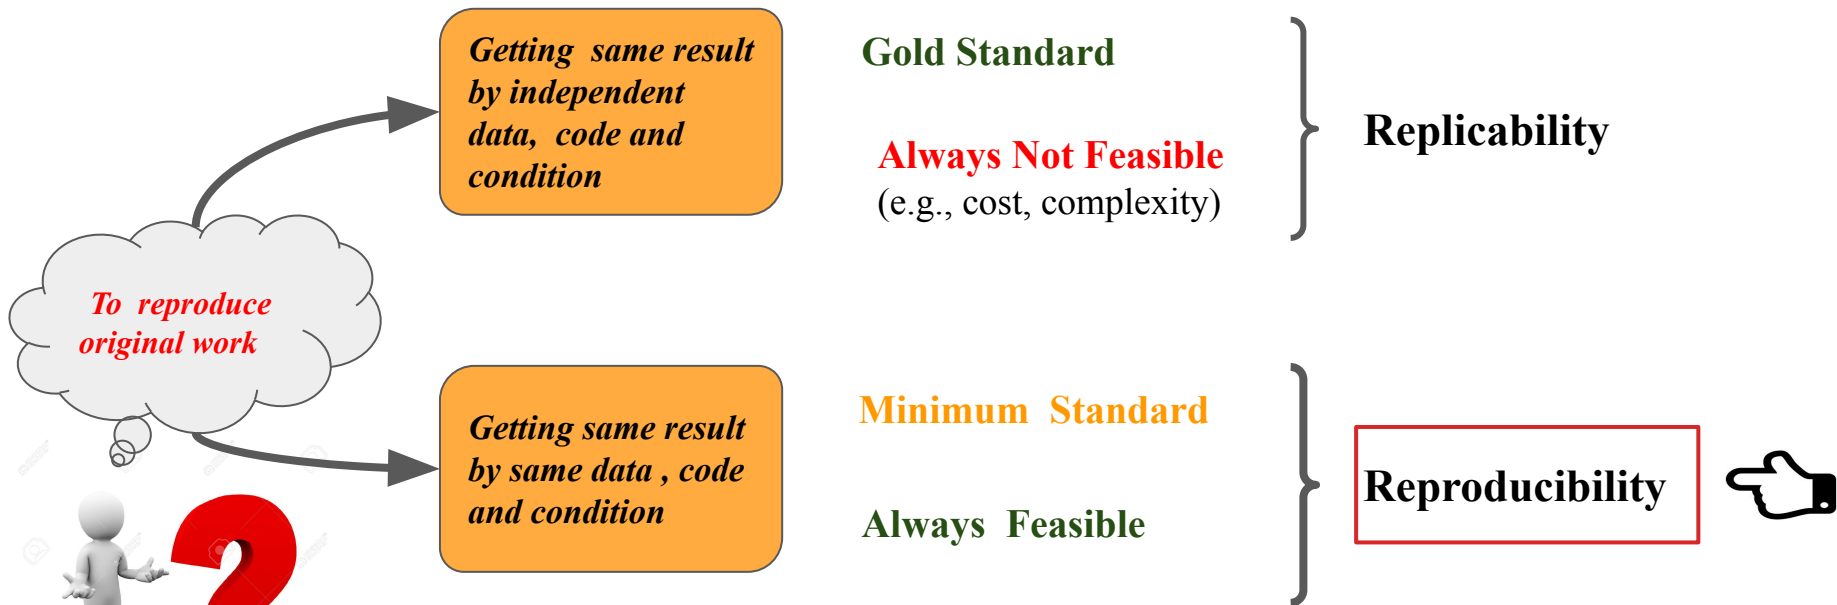 Getting same result
by independent
data, code and
condition
Gold Standard
Always Not Feasible
(e.g., cost, complexity)
Replicability
To reproduce
original work
Getting same result
by same data , code
and condition
Minimum Standard
Always Feasible
Reproducibility